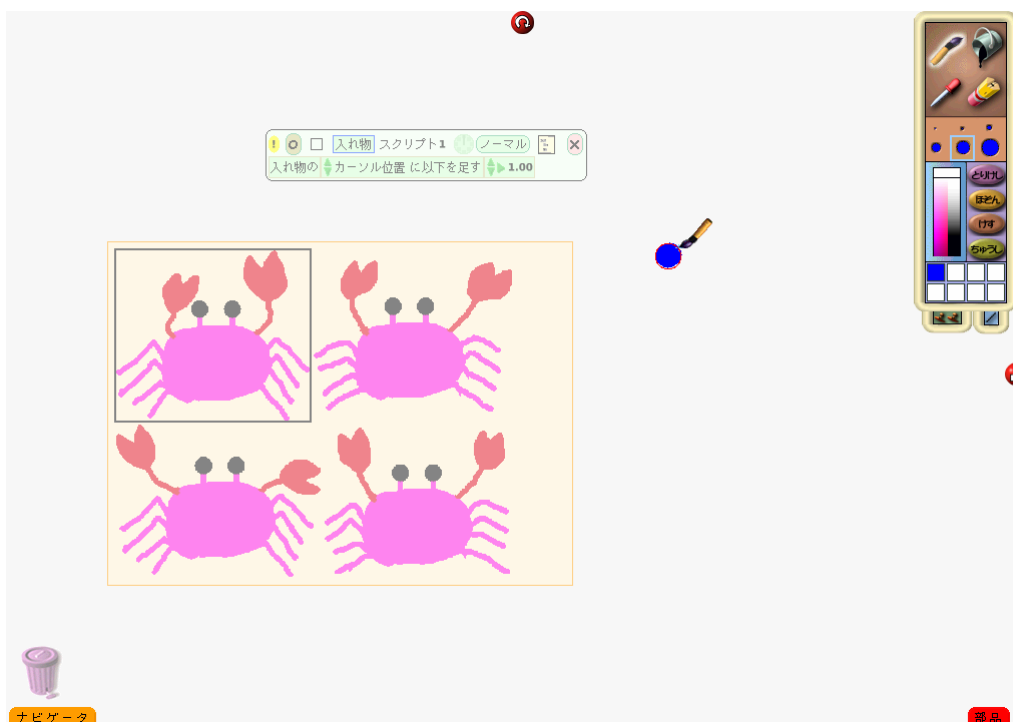 ! 入れ物 スクリプト1 ノーマル
入れ物の カーソル位置 に以下を足す 1.00
とりけし
ほぞん
けす
ちゅうし
ナビゲータ
部品